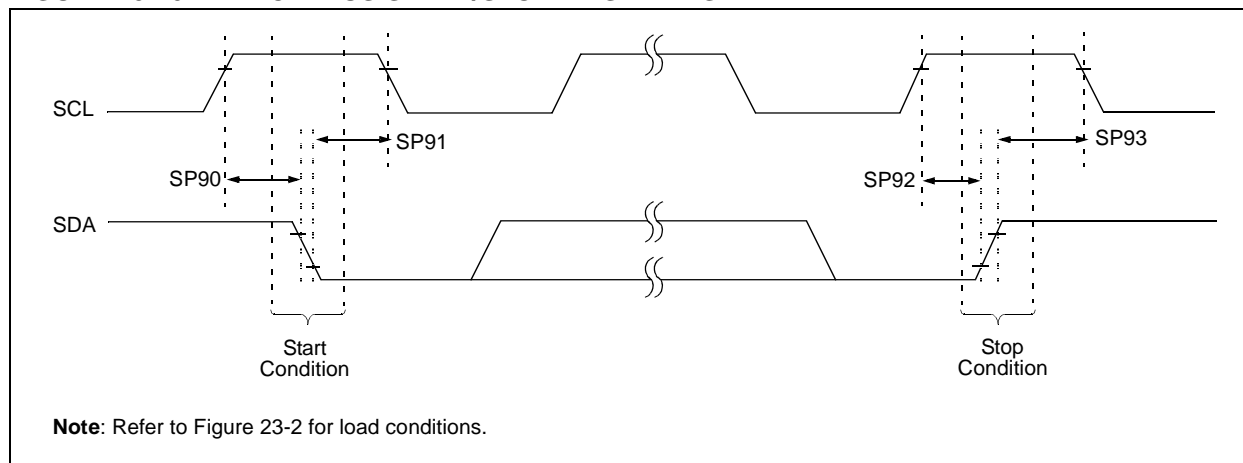 SCL
SP91
SP93
SP90
SP92
SDA
Start
Condition
Stop
Condition
Note: Refer to Figure 23-2 for load conditions.